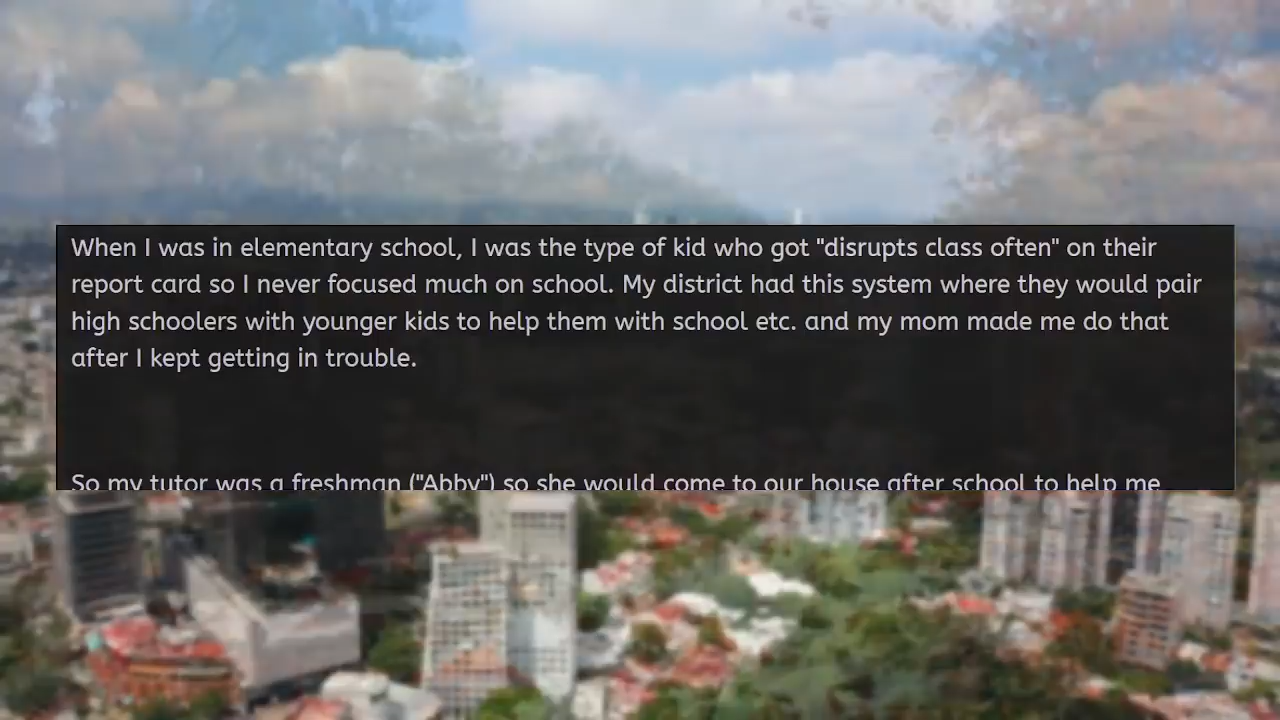 When I was in elementary school, I was the type of kid who got "disrupts class often" on their
report card so I never focused much on school. My district had this system where they would pair
high schoolers with younger kids to help them with school etc. and my mom made me do that
after I kept getting in trouble.
So my tutor was a freshman ("Abby") so she would come to our house after school to help me